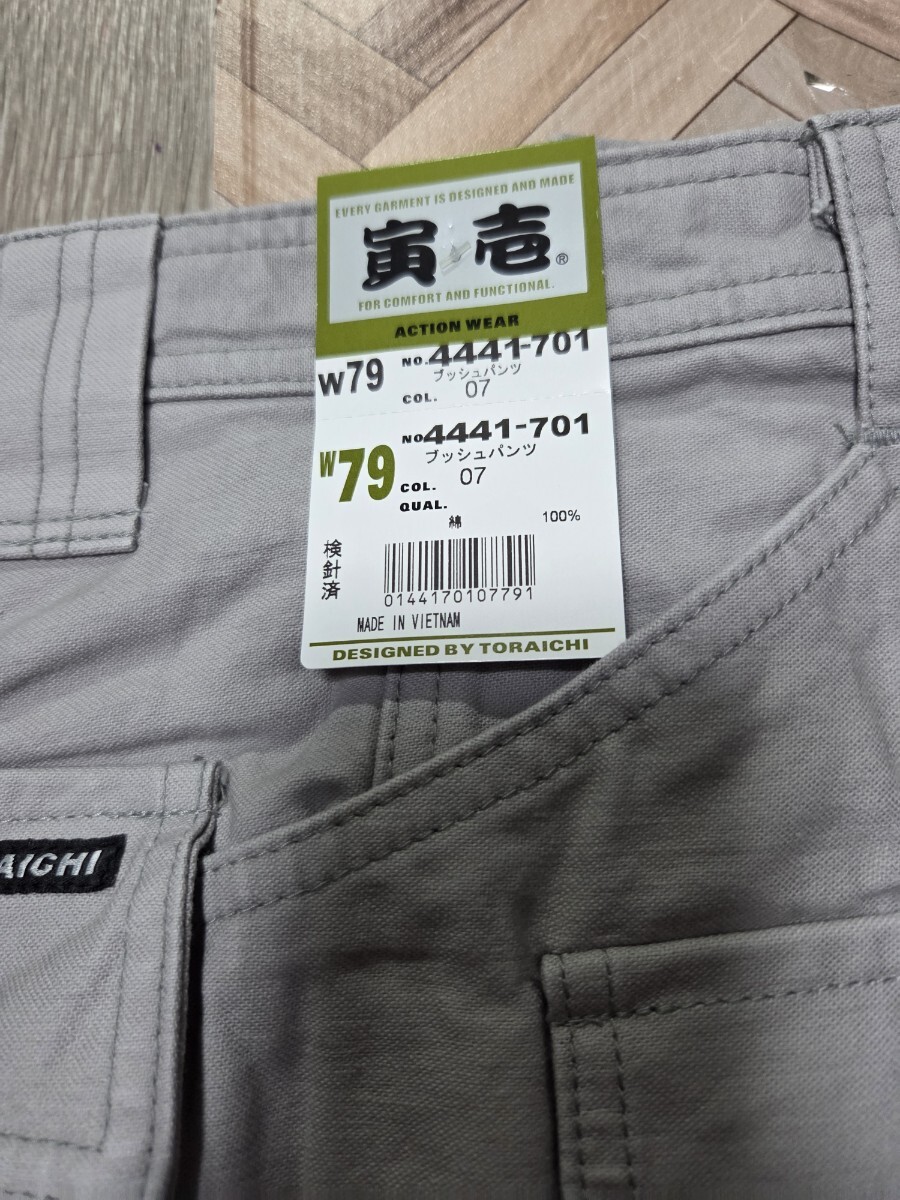 EVERY GARMENT IS DESIGNED AND MADE
寅壱®
FOR COMFORT AND FUNCTIONAL.
ACTION WEAR
W79 NO.4441-701
ブッシュパンツ
COL. 07
W79 NO.4441-701
ブッシュパンツ
COL. 07
QUAL.
綿 100%
検針済
0144170107791
MADE IN VIETNAM
DESIGNED BY TORAICHI
AICHI